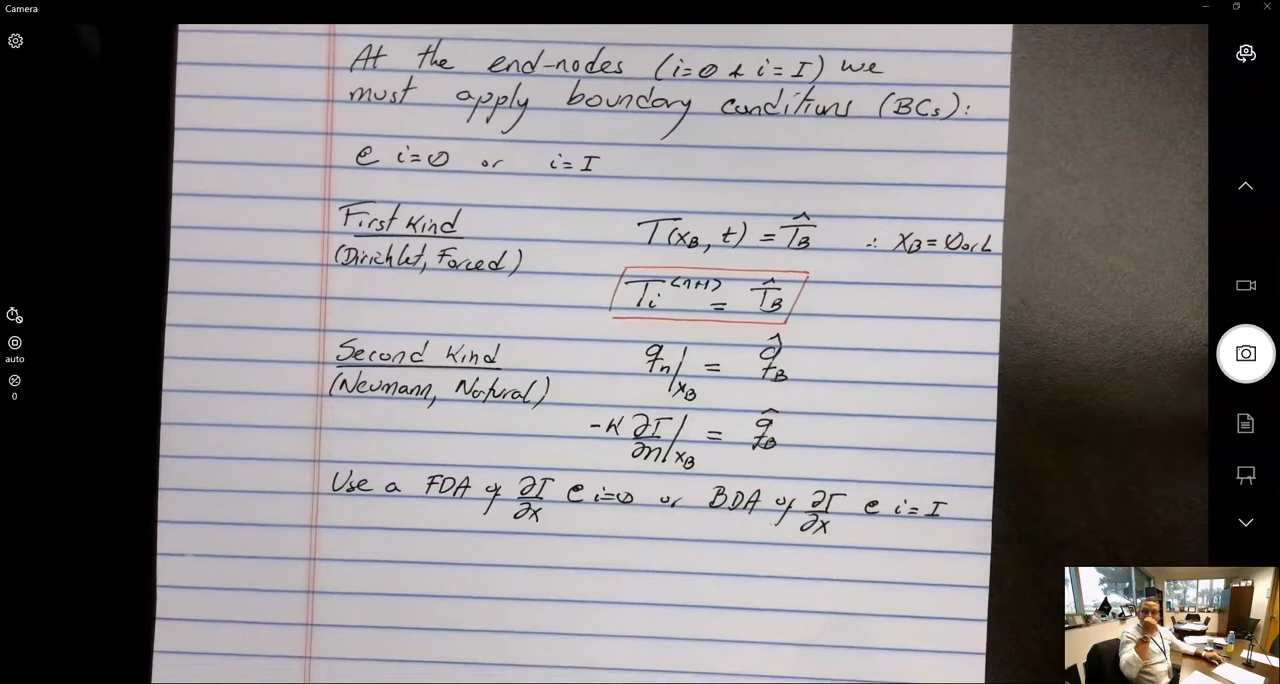 Camera
At the end-nodes (i=0 & i=I) we
must apply boundary conditions (BCs):
@ i=0 or i=I
First Kind T(x_B, t) = T̂_B ∴ x_B = 0 or L
(Dirichlet, Forced)
T_i^(n+1) = T̂_B
Second Kind q_n|_x_B = q̂_B
(Neumann, Natural)
-K ∂T/∂n|_x_B = q̂_B
Use a FDA of ∂T/∂x @ i=0 or BDA of ∂T/∂x @ i=I
auto
0